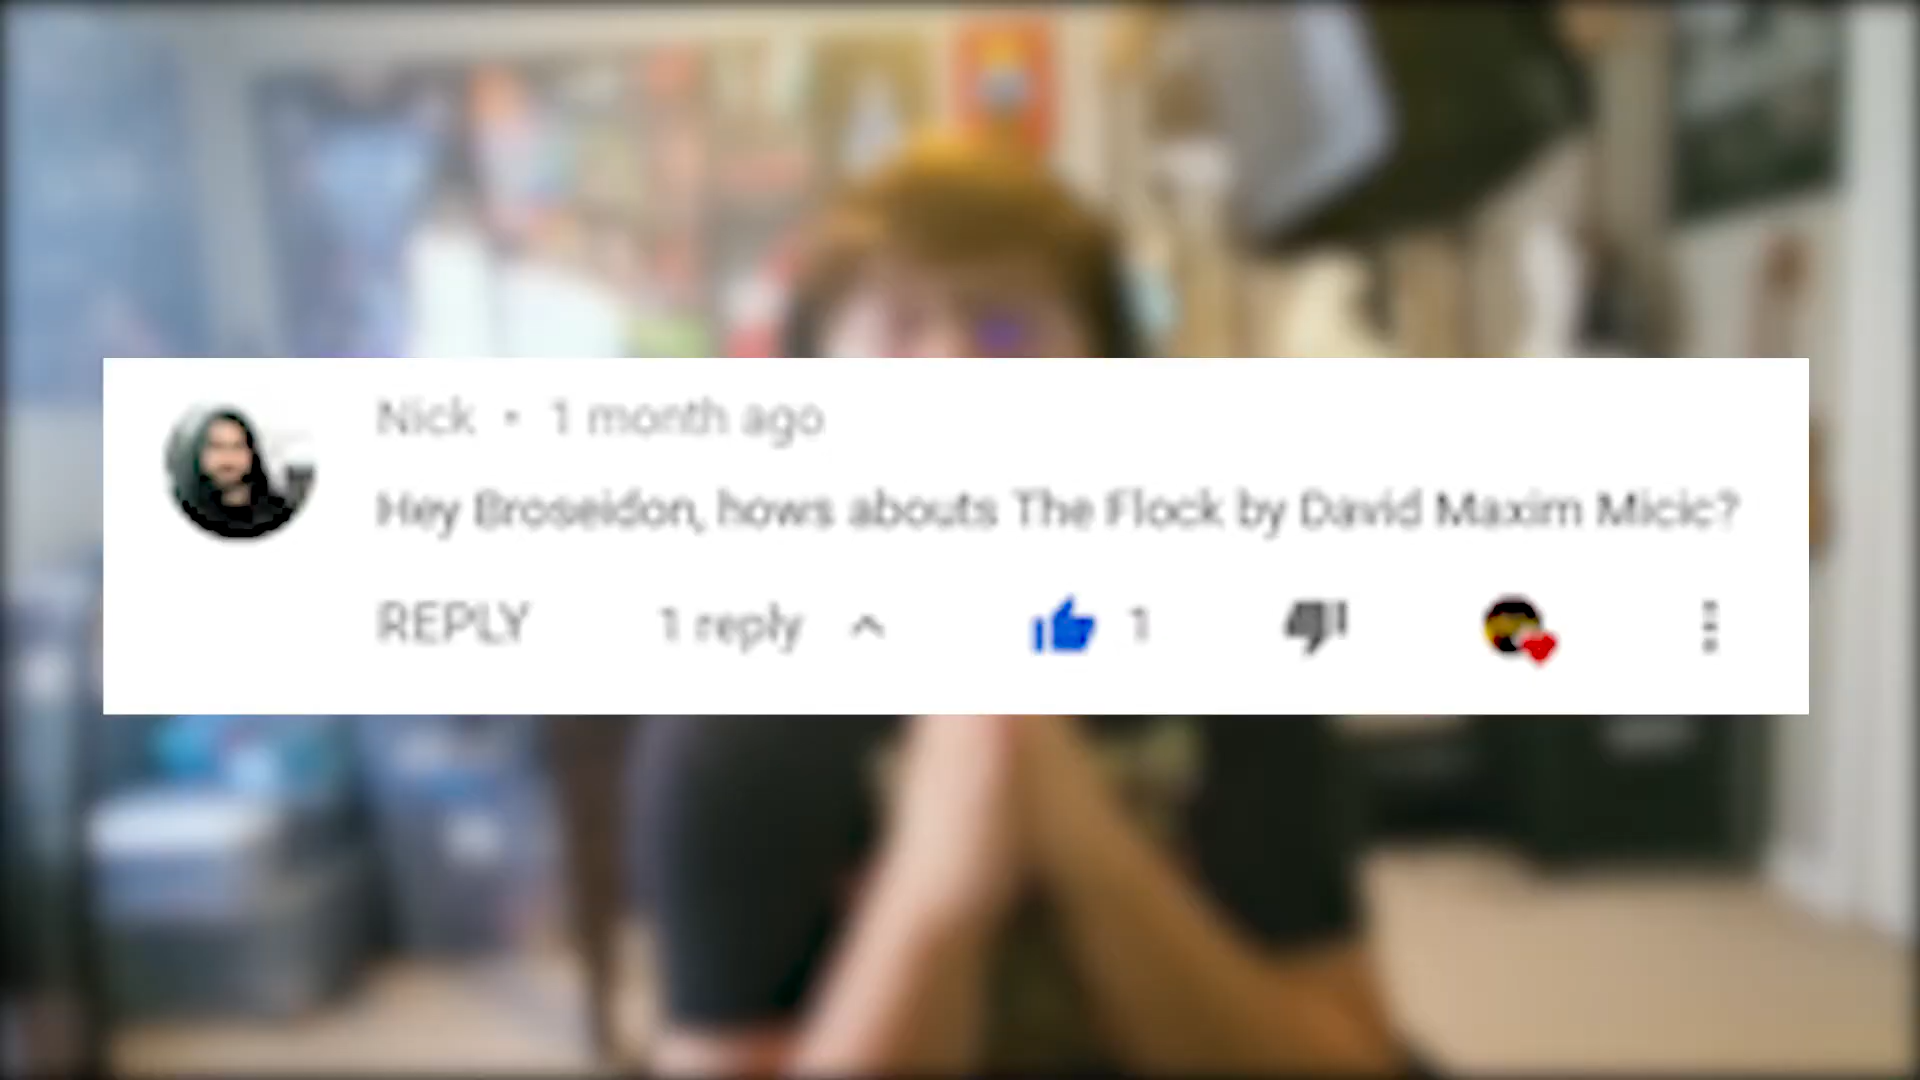 Nick • 1 month ago
Hey Broseidon, hows abouts The Flock by David Maxim Micic?
REPLY 1 reply 1